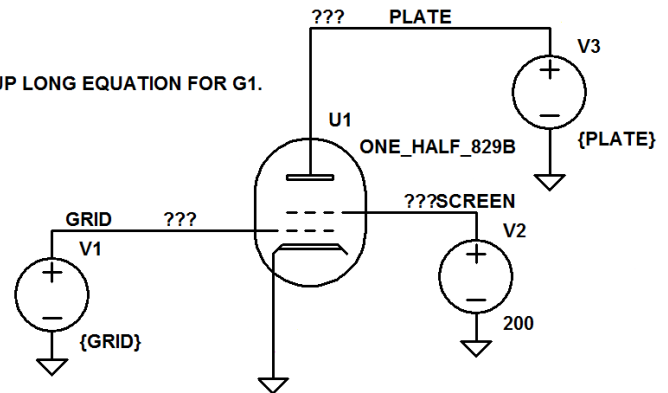 ??? PLATE
V3
UP LONG EQUATION FOR G1.
U1
ONE_HALF_829B
{PLATE}
GRID ???
???SCREEN
V1
V2
{GRID}
200